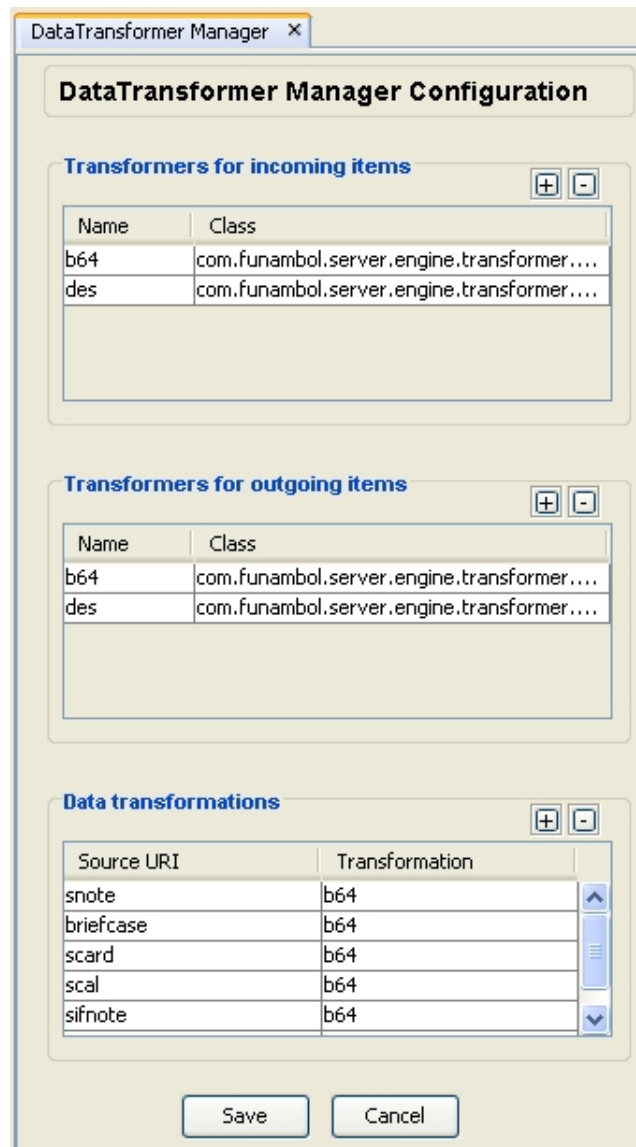 DataTransformer Manager ×
DataTransformer Manager Configuration
Transformers for incoming items
+ -
Name Class
b64 com.funambol.server.engine.transformer....
des com.funambol.server.engine.transformer....
Transformers for outgoing items
+ -
Name Class
b64 com.funambol.server.engine.transformer....
des com.funambol.server.engine.transformer....
Data transformations
+ -
Source URI Transformation
snote b64
briefcase b64
scard b64
scal b64
sifnote b64
Save Cancel